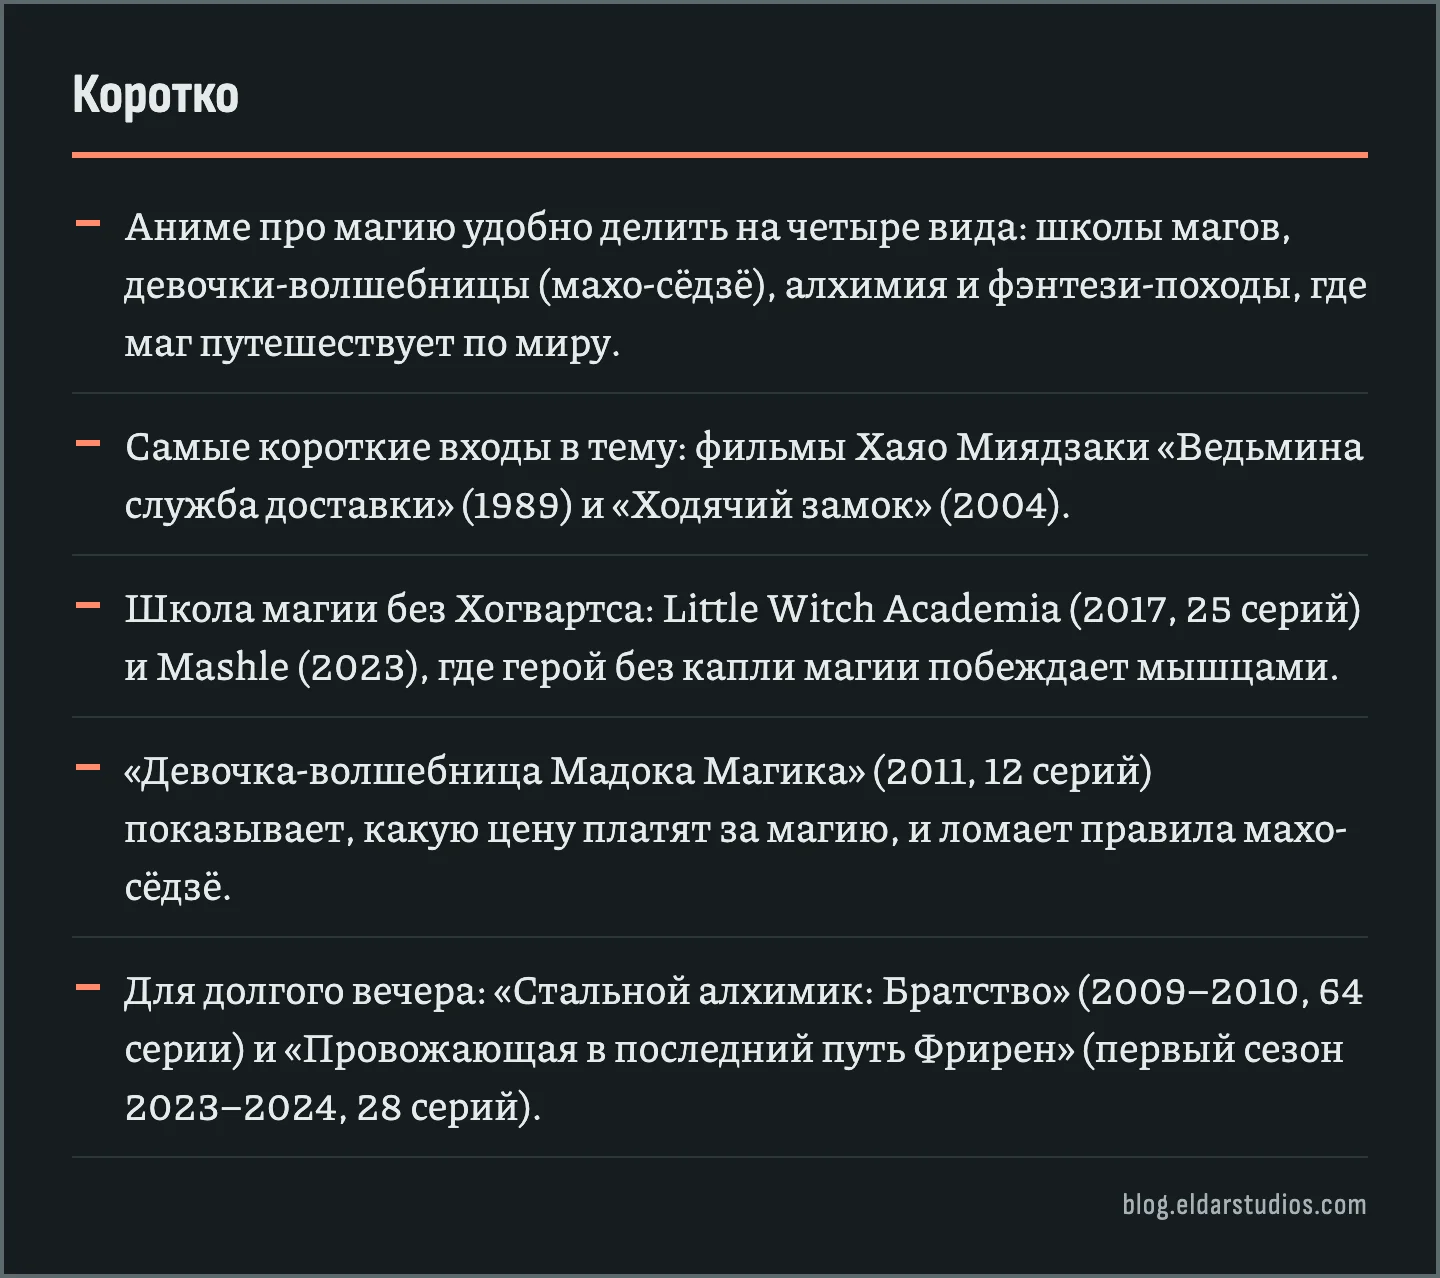 Коротко
Аниме про магию удобно делить на четыре вида: школы магов,
девочки-волшебницы (махо-сёдзё), алхимия и фэнтези-походы, где
маг путешествует по миру.
Самые короткие входы в тему: фильмы Хаяо Миядзаки «Ведьмина
служба доставки» (1989) и «Ходячий замок» (2004).
Школа магии без Хогвартса: Little Witch Academia (2017, 25 серий)
и Mashle (2023), где герой без капли магии побеждает мышцами.
«Девочка-волшебница Мадока Магика» (2011, 12 серий)
показывает, какую цену платят за магию, и ломает правила махо-
сёдзё.
Для долгого вечера: «Стальной алхимик: Братство» (2009–2010, 64
серии) и «Провожающая в последний путь Фрирен» (первый сезон
2023–2024, 28 серий).
blog.eldarstudios.com